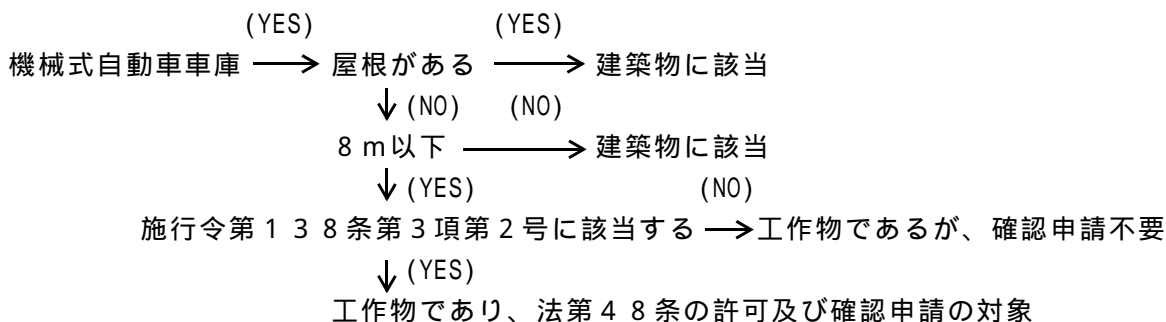 (YES) (YES)
機械式自動車車庫 → 屋根がある → 建築物に該当
↓ (NO) (NO)
8m以下 → 建築物に該当
↓ (YES) (NO)
施行令第138条第3項第2号に該当する → 工作物であるが、確認申請不要
↓ (YES)
工作物であり、法第48条の許可及び確認申請の対象